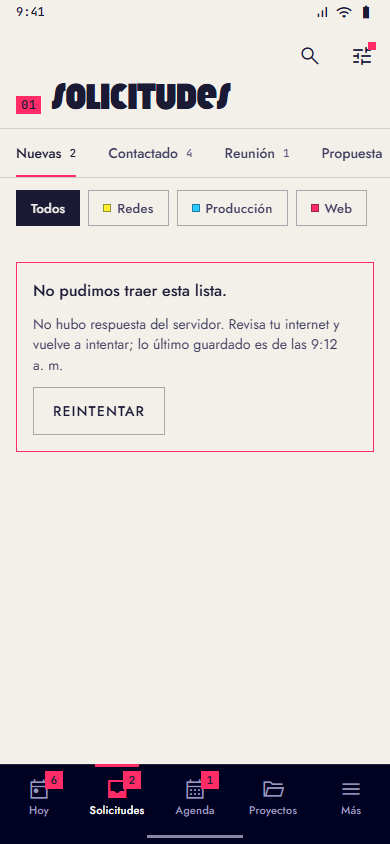 9:41
01 SOLICITUDES
Nuevas 2 Contactado 4 Reunión 1 Propuesta
Todos Redes Producción Web
No pudimos traer esta lista.
No hubo respuesta del servidor. Revisa tu internet y
vuelve a intentar; lo último guardado es de las 9:12
a. m.
REINTENTAR
6 2 1
Hoy Solicitudes Agenda Proyectos Más